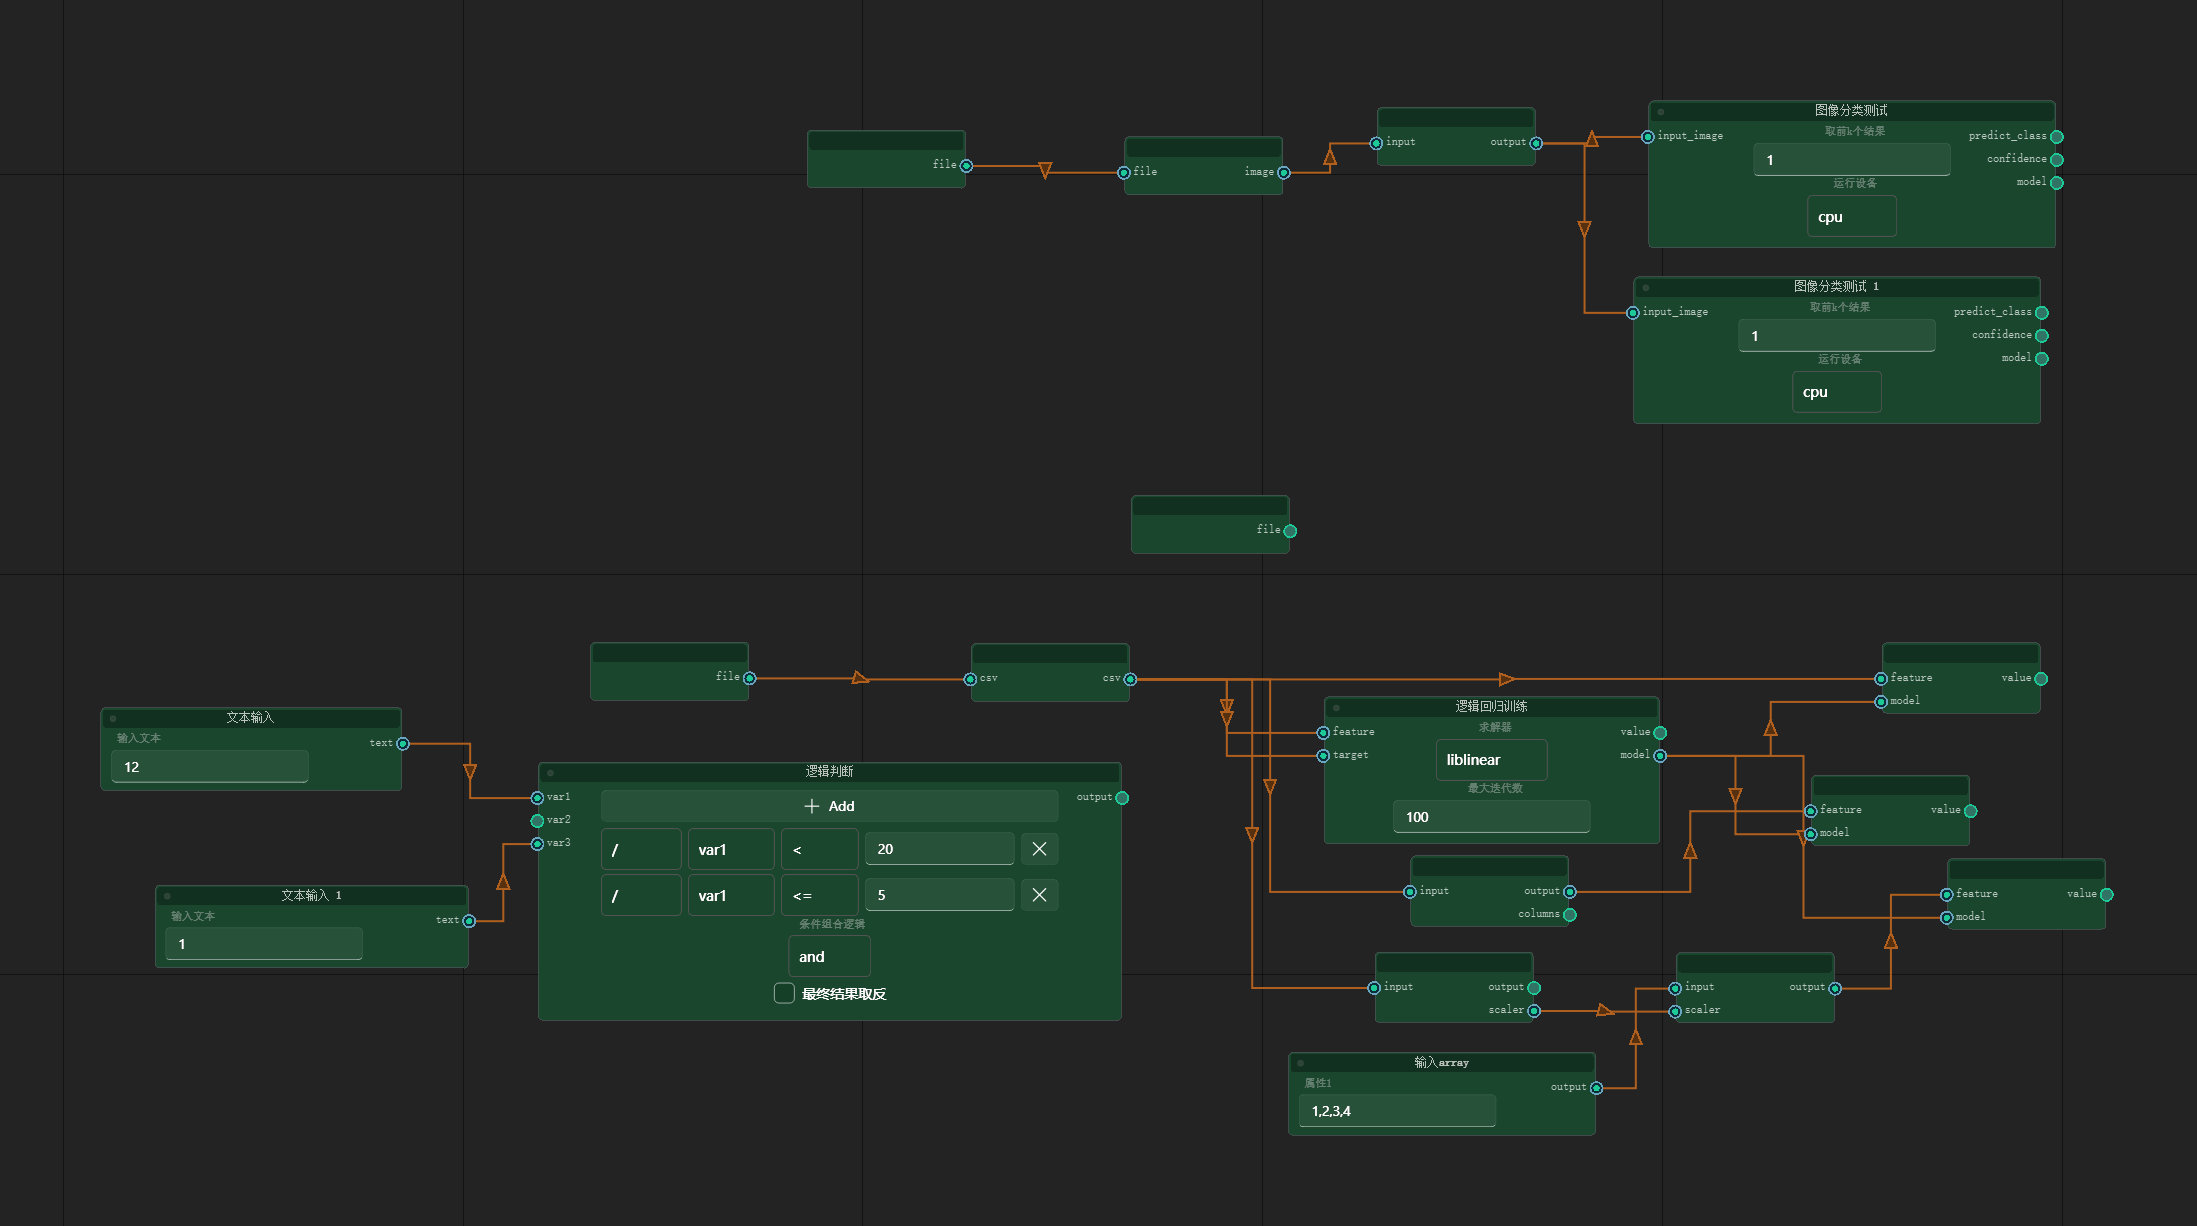 file
file
image
input
output
图像分类测试
input_image
取前k个结果
1
运行设备
cpu
predict_class
confidence
model
图像分类测试 1
input_image
取前k个结果
1
运行设备
cpu
predict_class
confidence
model
file
file
csv
csv
文本输入
输入文本
12
text
文本输入 1
输入文本
1
text
逻辑判断
var1
var2
var3
Add
output
/ var1 < 20
/ var1 <= 5
条件组合逻辑
and
最终结果取反
逻辑回归训练
feature
target
求解器
liblinear
最大迭代数
100
value
model
feature
model
value
feature
model
value
feature
model
value
input
output
columns
input
output
scaler
input
scaler
output
输入array
属性1
1,2,3,4
output